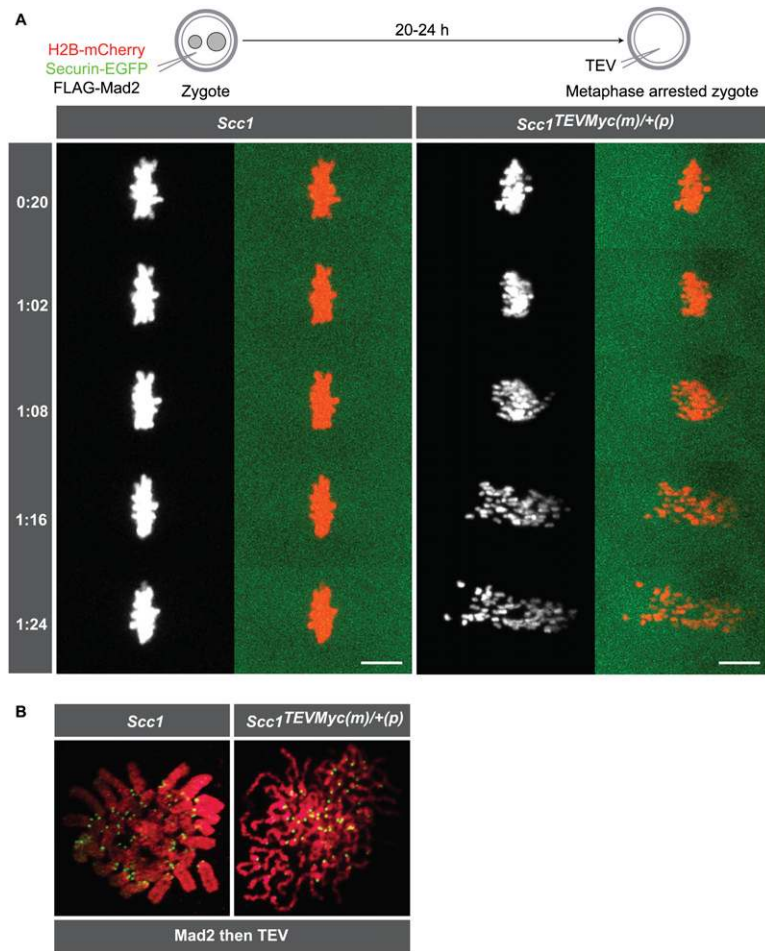 A
20-24 h
H2B-mCherry
Securin-EGFP
FLAG-Mad2
Zygote
TEV
Metaphase arrested zygote
Scc1
Scc1TEVMyc(m)/+(p)
0:20
1:02
1:08
1:16
1:24
B
Scc1
Scc1TEVMyc(m)/+(p)
Mad2 then TEV